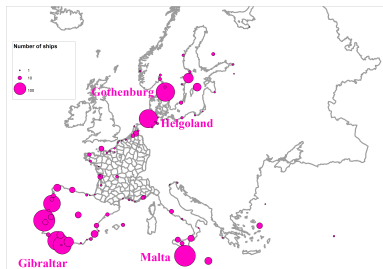 Number of ships
1
10
100
Gothenburg
Helgoland
Gibraltar
Malta